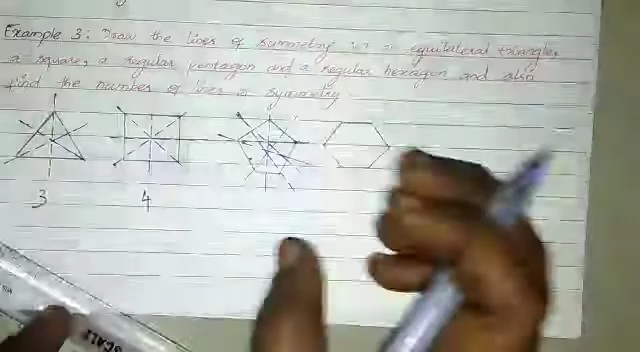 Example 3: Draw the lines of symmetry in a equilateral triangle,
a square, a regular pentagon and a regular hexagon and also
find the number of lines of symmetry.
3 4
SCALE